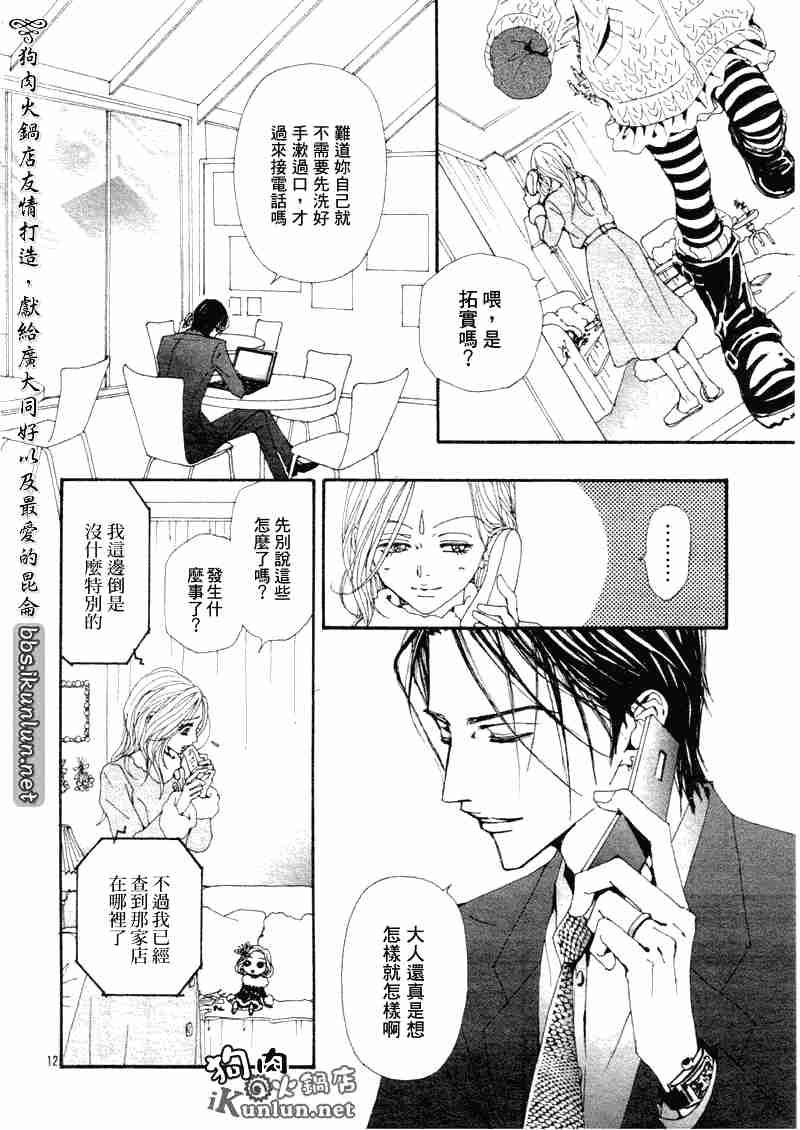 喂，是
拓實嗎？
難道妳自己就
不需要先洗好
手漱過口，才
過來接電話嗎
………
大人還真是想
怎樣就怎樣啊
先別說這些
怎麼了嗎？
發生什
麼事了？
我這邊倒是
沒什麼特別的
不過我已經
查到那家店
在哪裡了
12
狗肉火鍋店友情打造，獻給廣大同好以及最愛的昆侖
bbs.ikunlun.net
狗肉
火鍋店
iKunlun.net